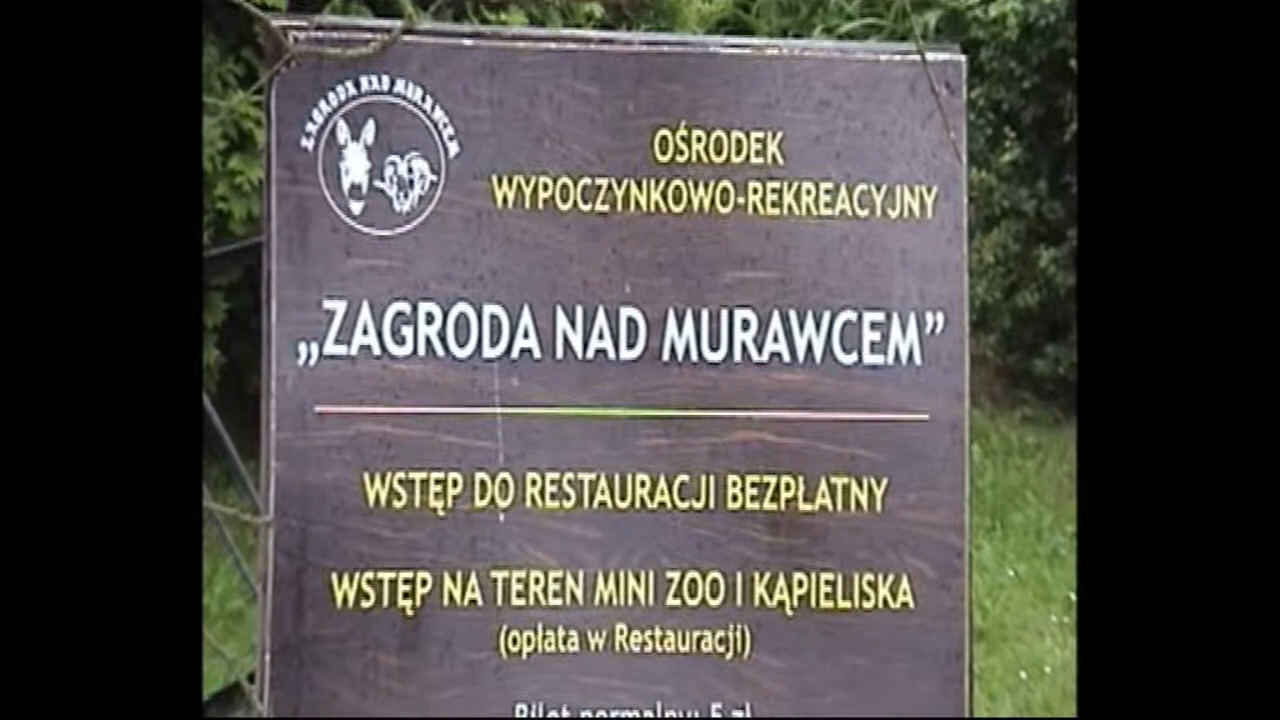 ZAGRODA NAD MURAWCEM
OŚRODEK
WYPOCZYNKOWO-REKREACYJNY
„ZAGRODA NAD MURAWCEM”
WSTĘP DO RESTAURACJI BEZPŁATNY
WSTĘP NA TEREN MINI ZOO I KĄPIELISKA
(opłata w Restauracji)
Bilet normalny: 5 zł